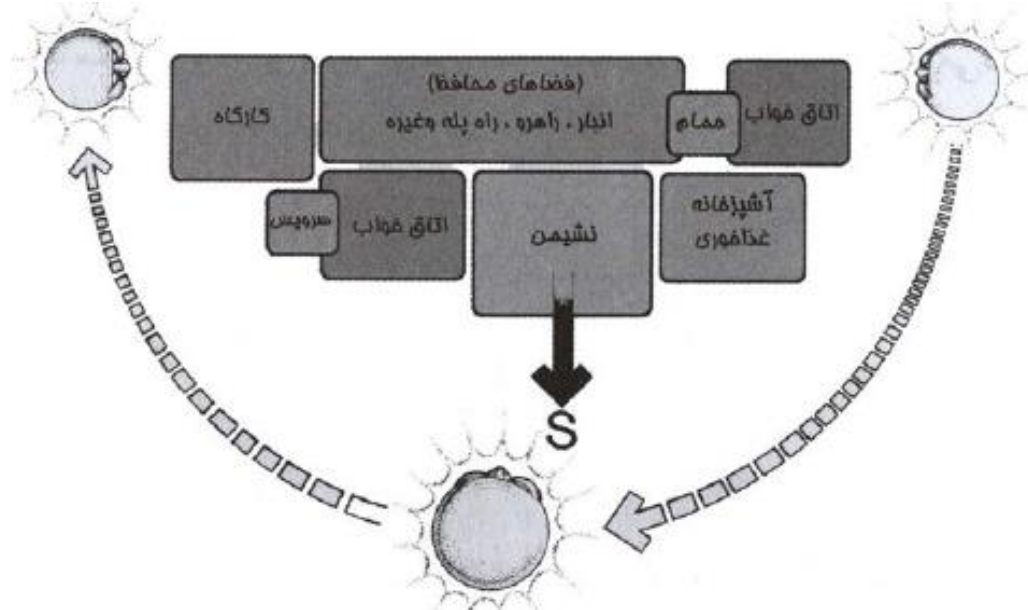 (فضاهای محافظ)
انبار ، راهرو ، راه پله وغیره
اتاق خواب
حمام
کارگاه
آشپزخانه
غذاخوری
نشیمن
اتاق خواب
سرویس
S